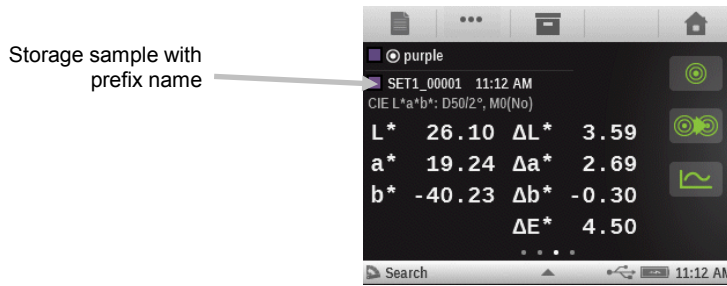 Storage sample with
prefix name
•••
purple
SET1_00001 11:12 AM
CIE L*a*b*: D50/2°, M0(No)
L* 26.10 ΔL* 3.59
a* 19.24 Δa* 2.69
b* -40.23 Δb* -0.30
ΔE* 4.50
Search
11:12 AM